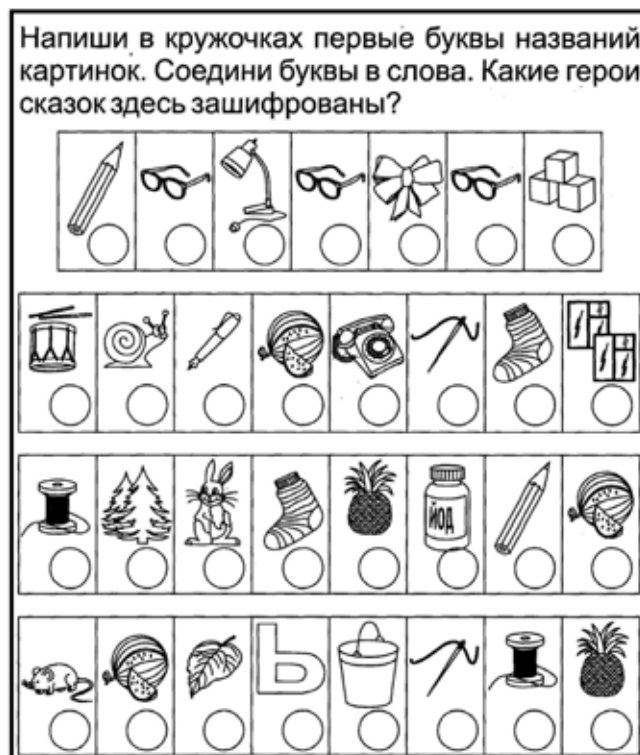 Напиши в кружочках первые буквы названий
картинок. Соедини буквы в слова. Какие герои
сказок здесь зашифрованы?
ЙОД
Ь